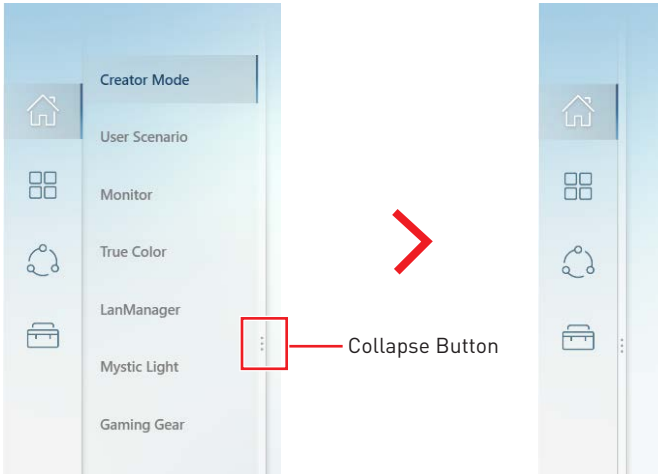 Creator Mode
User Scenario
Monitor
True Color
LanManager
Collapse Button
Mystic Light
Gaming Gear